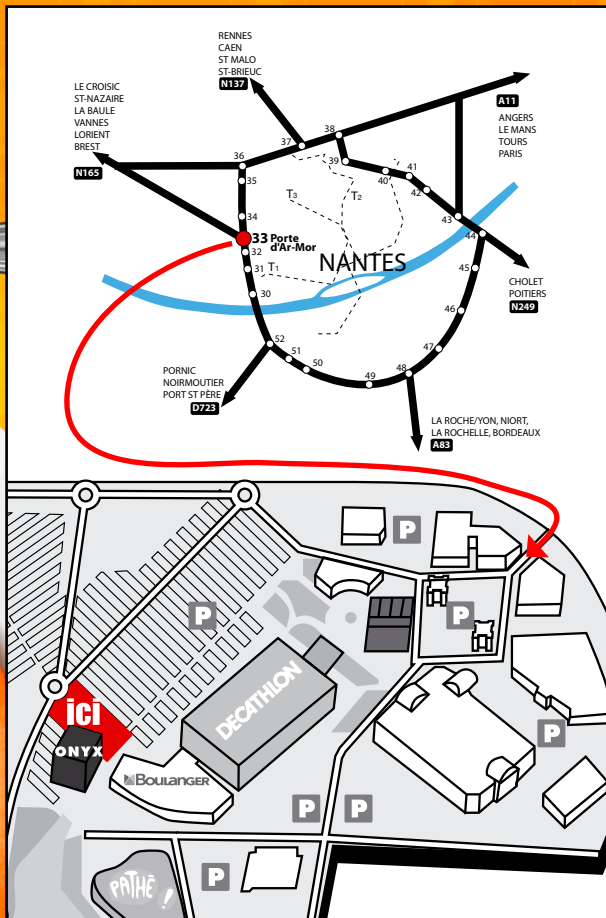 RENNES
CAEN
ST MALO
ST-BRIEUC
N137
LE CROISIC
ST-NAZAIRE
LA BAULE
VANNES
LORIENT
BREST
N165
A11
ANGERS
LE MANS
TOURS
PARIS
38
37
36
39
40
41
42
35
T3
T2
34
43
44
33 Porte
d'Ar-Mor
32
NANTES
31
T1
45
30
CHOLET
POITIERS
N249
46
52
51
50
47
49
48
PORNIC
NOIRMOUTIER
PORT ST PÈRE
D723
LA ROCHE/YON, NIORT,
LA ROCHELLE, BORDEAUX
A83
P
P
P
DECATHLON
ici
ONYX
P
BOULANGER
P
P
P
PATHÉ !